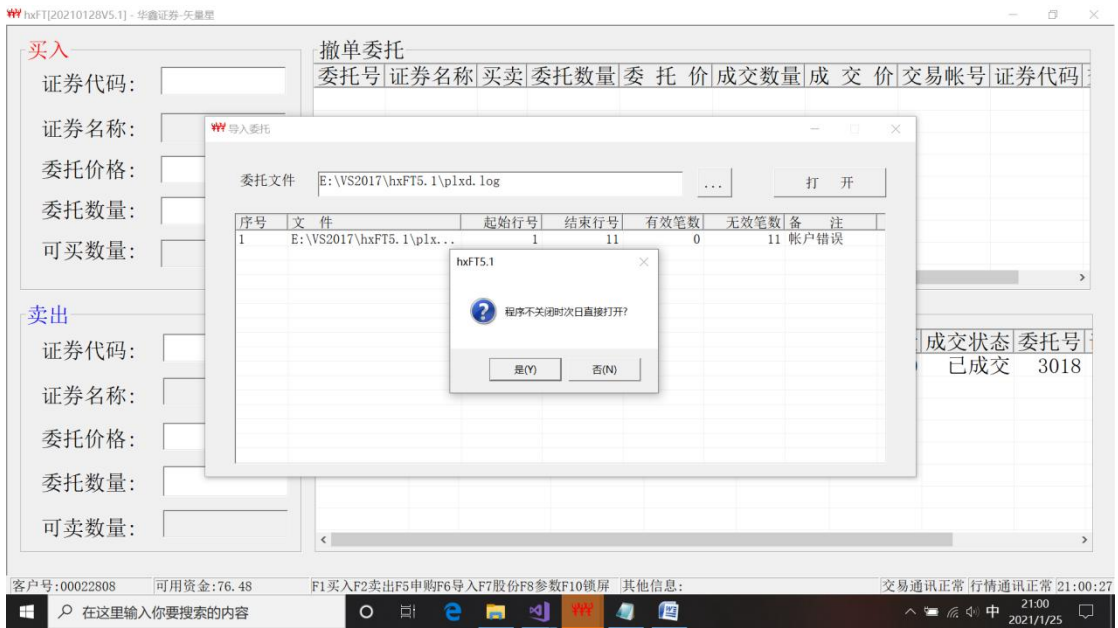 hxFT[20210128V5.1] - 华鑫证券-矢量星
买入
证券代码:
证券名称:
委托价格:
委托数量:
可买数量:
撤单委托
委托号 证券名称 买卖 委托数量 委 托 价 成交数量 成 交 价 交易帐号 证券代码
导入委托
委托文件 E:\VS2017\hxFT5.1\plxd.log ... 打 开
序号 文 件 起始行号 结束行号 有效笔数 无效笔数 备 注
1 E:\VS2017\hxFT5.1\plx... 1 11 0 11 帐户错误
hxFT5.1
程序不关闭时次日直接打开?
是(Y) 否(N)
卖出
证券代码:
证券名称:
委托价格:
委托数量:
可卖数量:
成交状态 委托号
已成交 3018
客户号:00022808 可用资金:76.48 F1买入F2卖出F5申购F6导入F7股份F8参数F10锁屏 其他信息: 交易通讯正常 行情通讯正常 21:00:27
在这里输入你要搜索的内容
中
21:00
2021/1/25